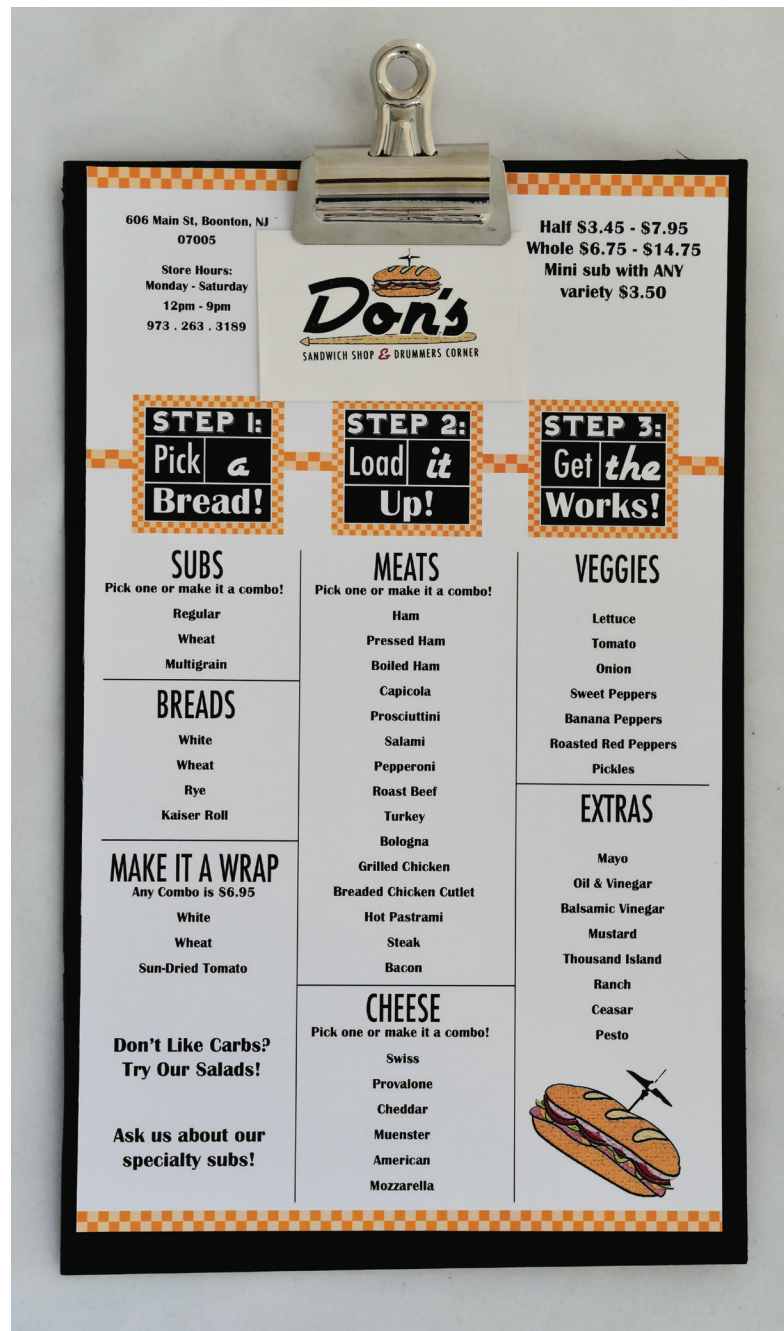 606 Main St, Boonton, NJ
07005
Store Hours:
Monday - Saturday
12pm - 9pm
973 . 263 . 3189
Don's
SANDWICH SHOP & DRUMMERS CORNER
Half $3.45 - $7.95
Whole $6.75 - $14.75
Mini sub with ANY
variety $3.50
STEP 1:
Pick a
Bread!
SUBS
Pick one or make it a combo!
Regular
Wheat
Multigrain
BREADS
White
Wheat
Rye
Kaiser Roll
MAKE IT A WRAP
Any Combo is $6.95
White
Wheat
Sun-Dried Tomato
Don't Like Carbs?
Try Our Salads!
Ask us about our
specialty subs!
STEP 2:
Load it
Up!
MEATS
Pick one or make it a combo!
Ham
Pressed Ham
Boiled Ham
Capicola
Prosciuttini
Salami
Pepperoni
Roast Beef
Turkey
Bologna
Grilled Chicken
Breaded Chicken Cutlet
Hot Pastrami
Steak
Bacon
CHEESE
Pick one or make it a combo!
Swiss
Provalone
Cheddar
Muenster
American
Mozzarella
STEP 3:
Get the
Works!
VEGGIES
Lettuce
Tomato
Onion
Sweet Peppers
Banana Peppers
Roasted Red Peppers
Pickles
EXTRAS
Mayo
Oil & Vinegar
Balsamic Vinegar
Mustard
Thousand Island
Ranch
Ceasar
Pesto